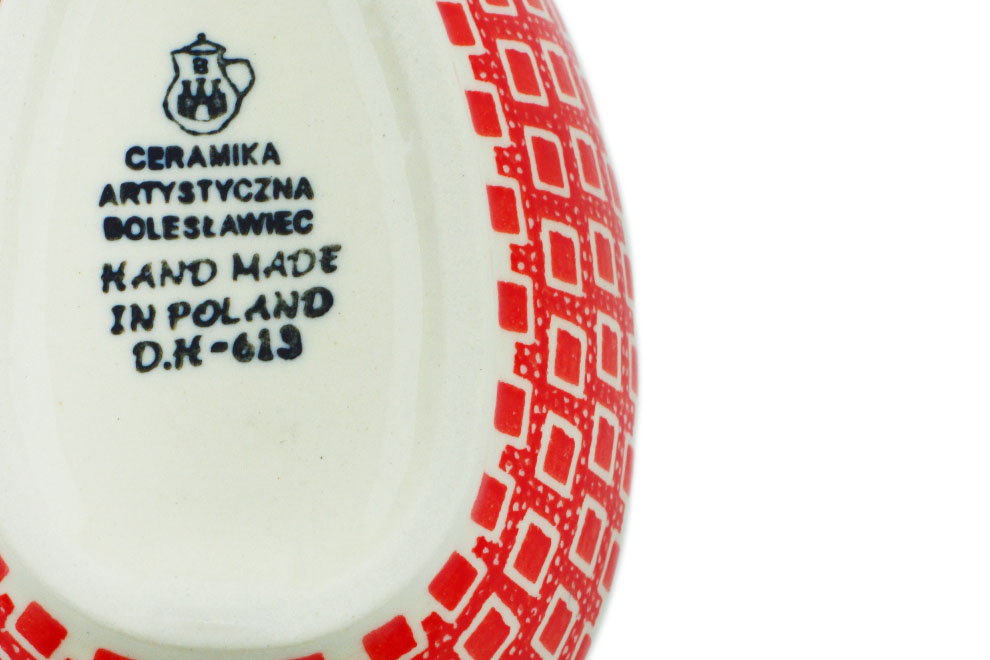 B
CERAMIKA
ARTYSTYCZNA
BOLESŁAWIEC
HAND MADE
IN POLAND
D.H-619